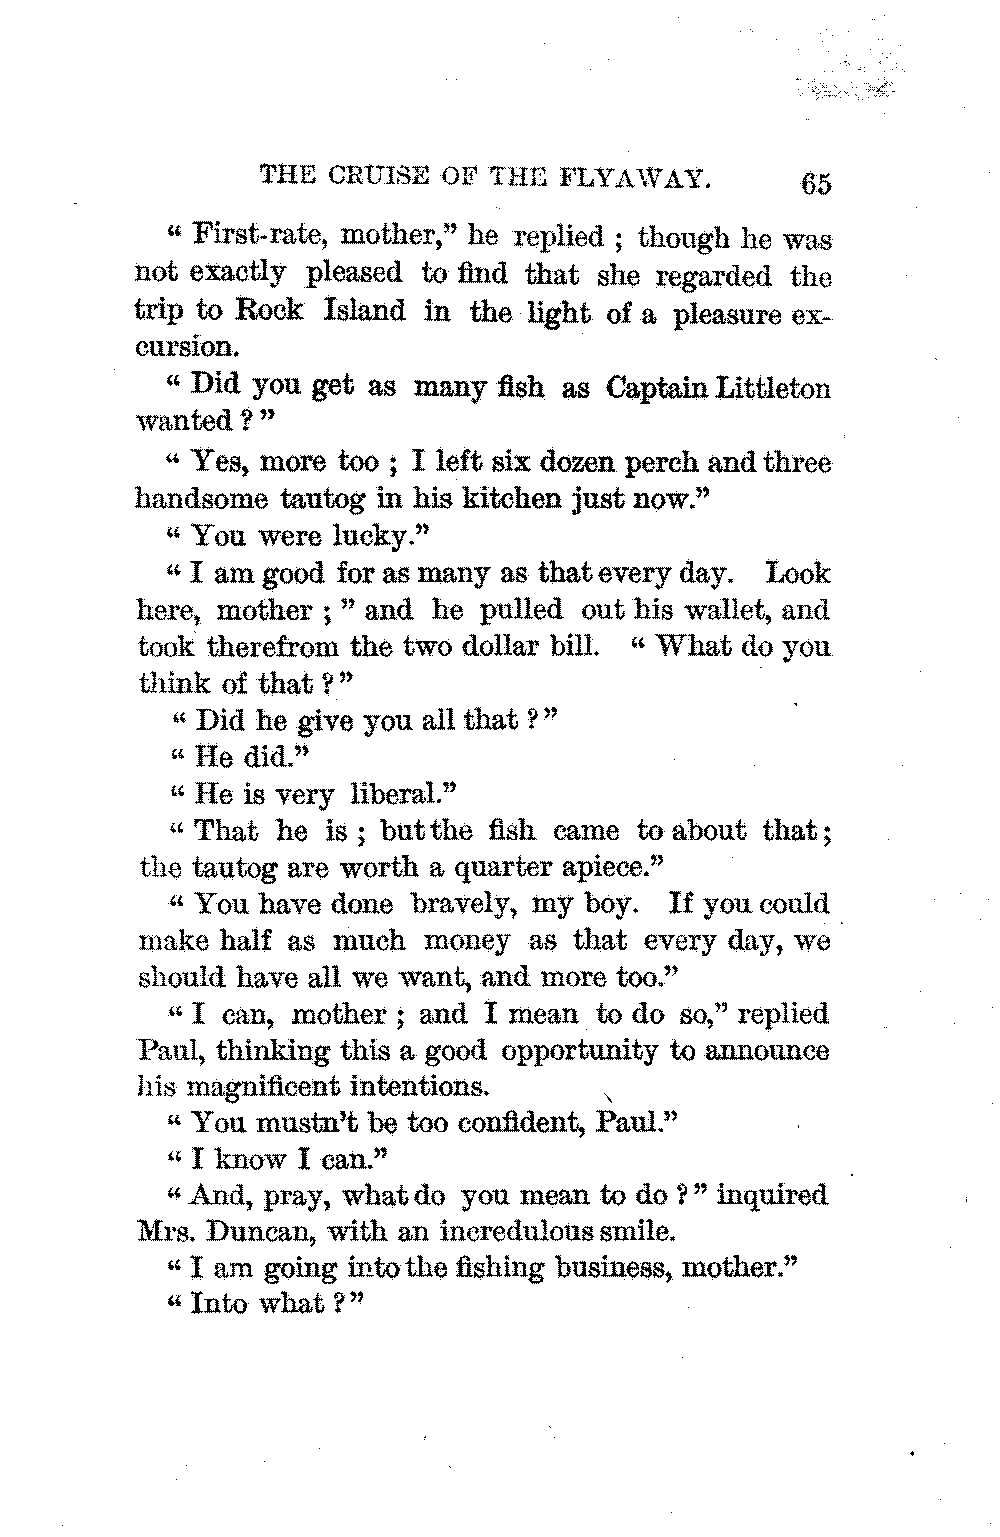 THE CRUISE OF THE FLYAWAY. 65
“ First-rate, mother,” he replied ; though he was
not exactly pleased to find that she regarded the
trip to Rock Island in the light of a pleasure ex-
cursion.
“ Did you get as many fish as Captain Littleton
wanted ? ”
“ Yes, more too ; I left six dozen perch and three
handsome tautog in his kitchen just now.”
“ You were lucky.”
“ I am good for as many as that every day. Look
here, mother ; ” and he pulled out his wallet, and
took therefrom the two dollar bill. “ What do you
think of that ? ”
“ Did he give you all that ? ”
“ He did.”
“ He is very liberal.”
“ That he is ; but the fish came to about that ;
the tautog are worth a quarter apiece.”
“ You have done bravely, my boy. If you could
make half as much money as that every day, we
should have all we want, and more too.”
“ I can, mother ; and I mean to do so,” replied
Paul, thinking this a good opportunity to announce
his magnificent intentions.
“ You mustn’t be too confident, Paul.”
“ I know I can.”
“ And, pray, what do you mean to do ? ” inquired
Mrs. Duncan, with an incredulous smile.
“ I am going into the fishing business, mother.”
“ Into what ? ”